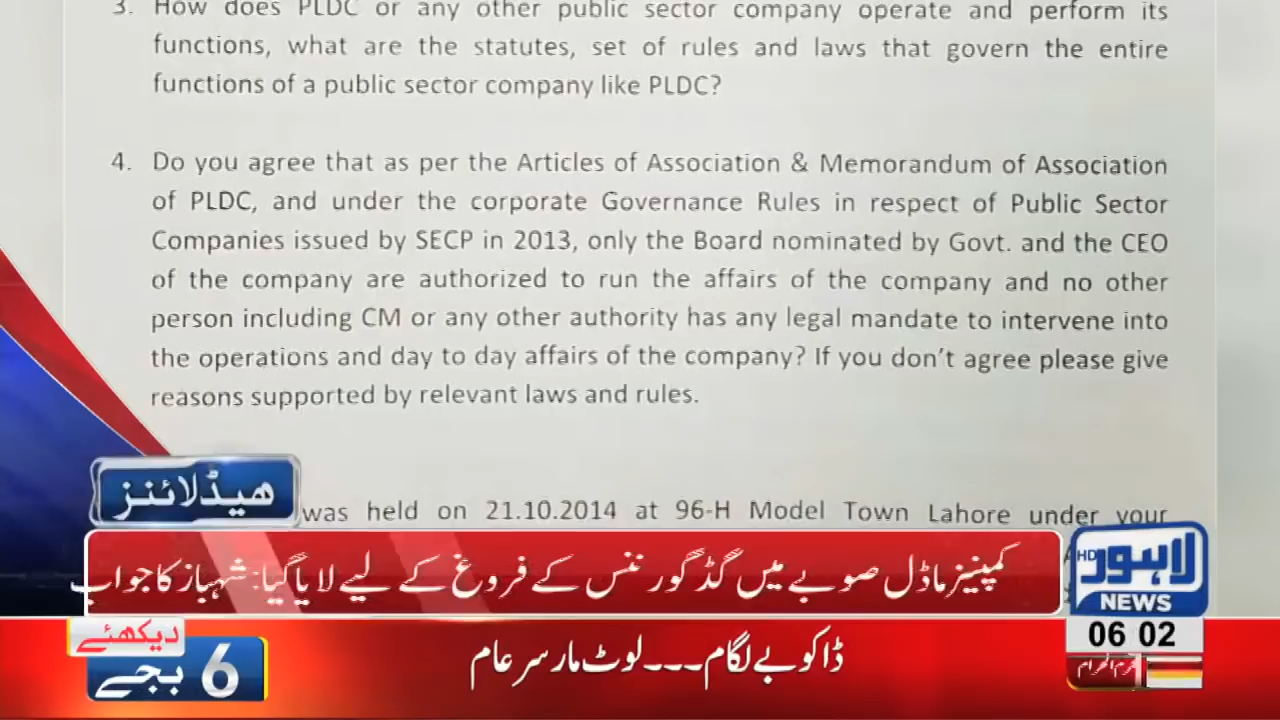 3. How does PLDC or any other public sector company operate and perform its
functions, what are the statutes, set of rules and laws that govern the entire
functions of a public sector company like PLDC?
4. Do you agree that as per the Articles of Association & Memorandum of Association
of PLDC, and under the corporate Governance Rules in respect of Public Sector
Companies issued by SECP in 2013, only the Board nominated by Govt. and the CEO
of the company are authorized to run the affairs of the company and no other
person including CM or any other authority has any legal mandate to intervene into
the operations and day to day affairs of the company? If you don't agree please give
reasons supported by relevant laws and rules.
ھیڈلائنز
was held on 21.10.2014 at 96-H Model Town Lahore under your
کمپنیز ماڈل صوبے میں گڈ گورننس کے فروغ کے لیے لایا گیا: شہباز کا جواب
لاہور HD
NEWS
06 02
دیکھئے
6 بجے
ڈاکو بے لگام۔۔۔لوٹ مار سر عام